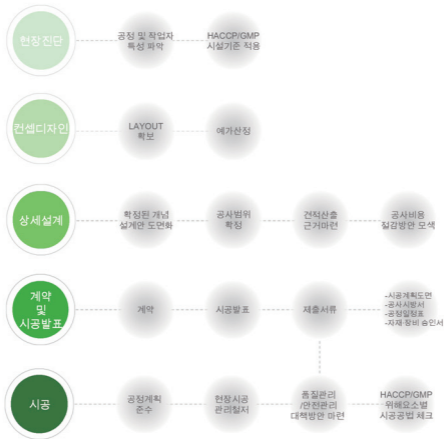 현장진단
공정 및 작업자
특성 파악
HACCP/GMP
시설기준 적용
컨셉디자인
LAYOUT
확보
예가산정
상세설계
확정된 개념
설계안 도면화
공사범위
확정
견적산출
근거마련
공사비용
절감방안 모색
계약
및
시공발표
계약
시공발표
제출서류
-시공계획도면
-공사시방서
-공정일정표
-자재·장비 승인서
시공
공정계획
준수
현장시공
관리철저
품질관리
/안전관리
대책방안 마련
HACCP/GMP
위해요소별
시공공법 체크